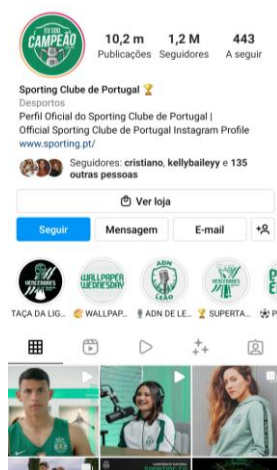 EU SOU
CAMPEÃO
10,2 m 1,2 M 443
Publicações Seguidores A seguir
Sporting Clube de Portugal 🏆
Desportos
Perfil Oficial do Sporting Clube de Portugal |
Official Sporting Clube de Portugal Instagram Profile
www.sporting.pt/
Seguidores: cristiano, kellybaileyy e 135
outras pessoas
Ver loja
Seguir Mensagem E-mail
VENCEDORES WALLPAPER WEDNESDAY ADN LEÃO VENCEDORES
TAÇA DA LIG... WALLPAP... ADN DE LE... 🏆 SUPERTA... ⚽ P